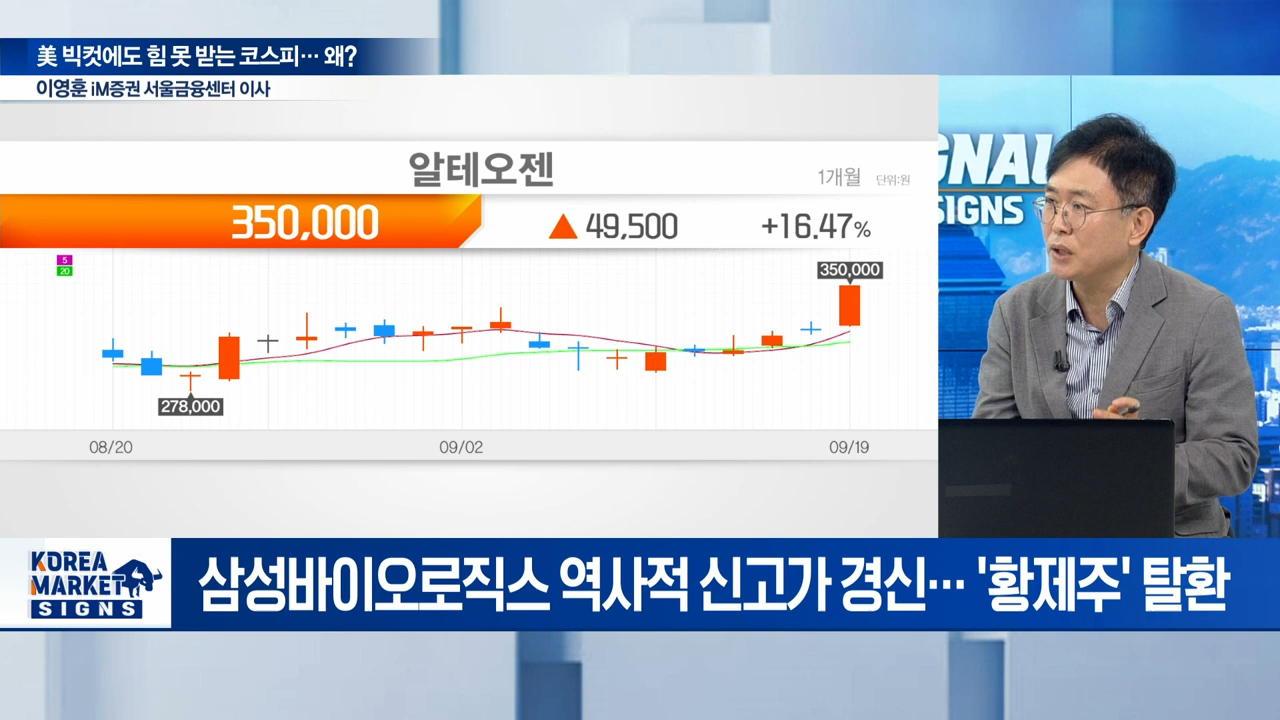 美 빅컷에도 힘 못 받는 코스피… 왜?
이영훈 iM증권 서울금융센터 이사
알테오젠
1개월 단위:원
350,000 ▲ 49,500 +16.47%
5
20
350,000
278,000
08/20 09/02 09/19
GNAL
SIGNS
KOREA
MARKET
SIGNS
삼성바이오로직스 역사적 신고가 경신… '황제주' 탈환